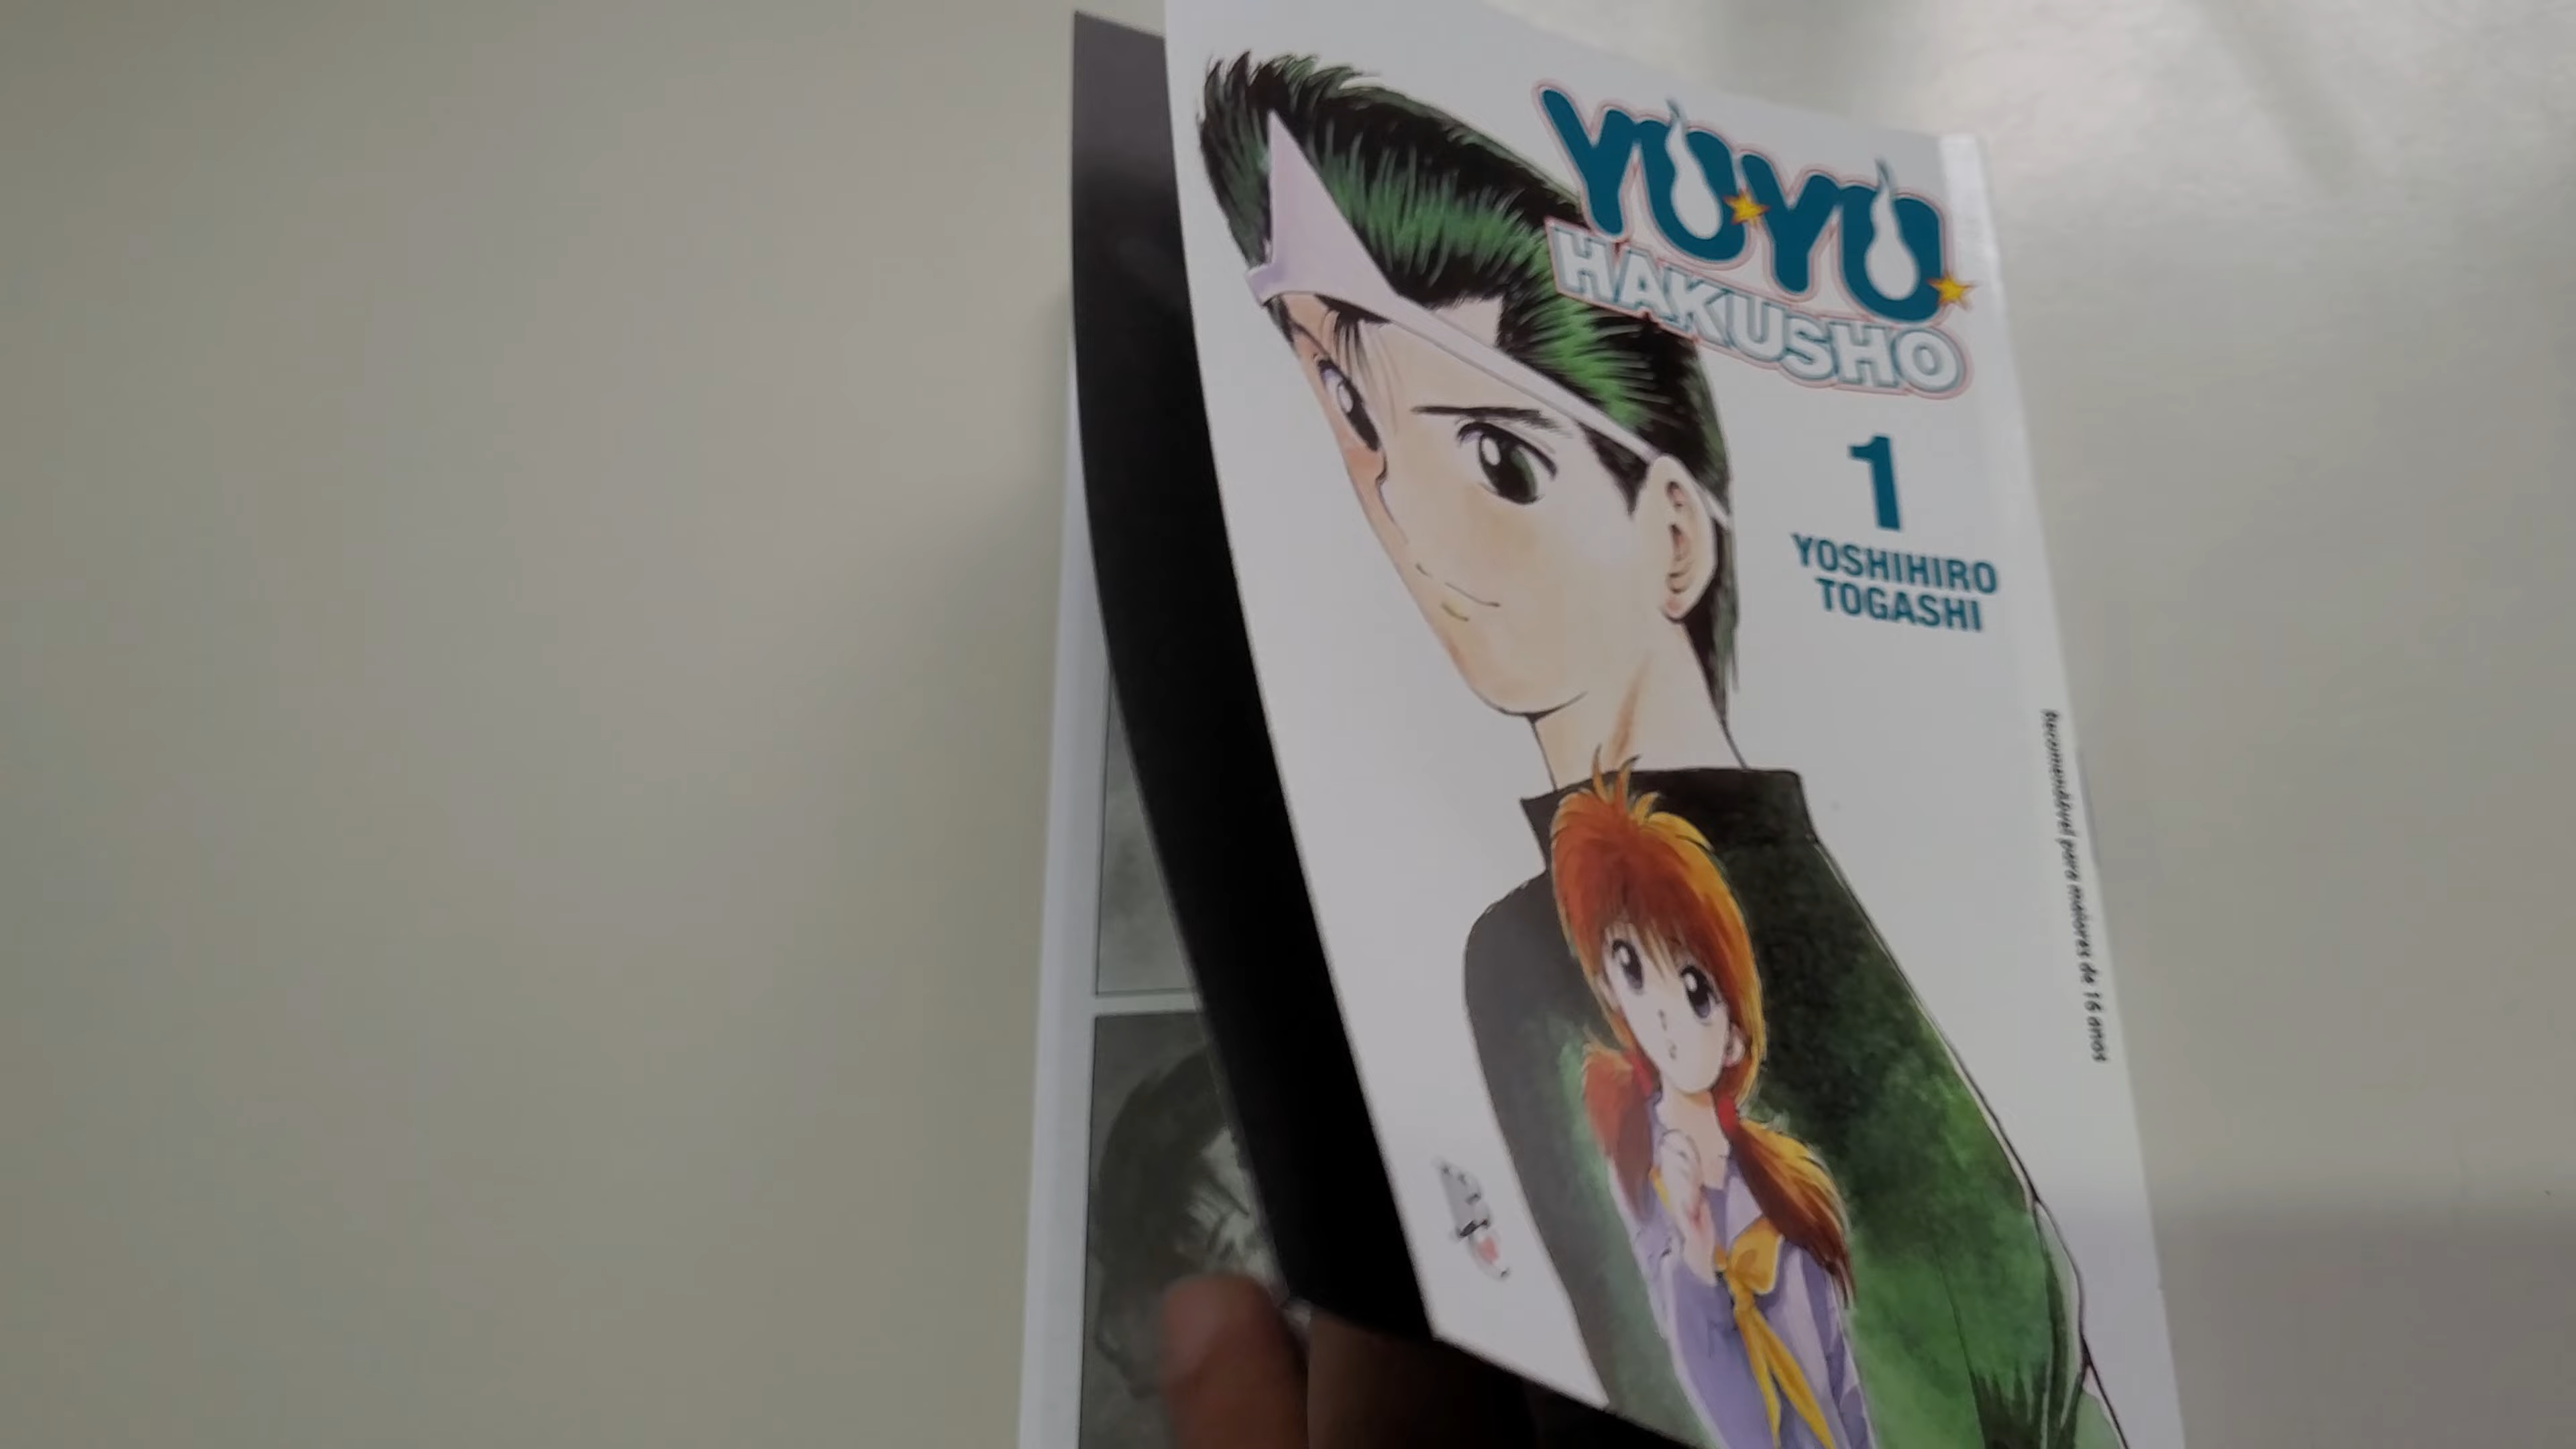 YUYU
HAKUSHO
1
YOSHIHIRO
TOGASHI
Recomendável para maiores de 16 anos